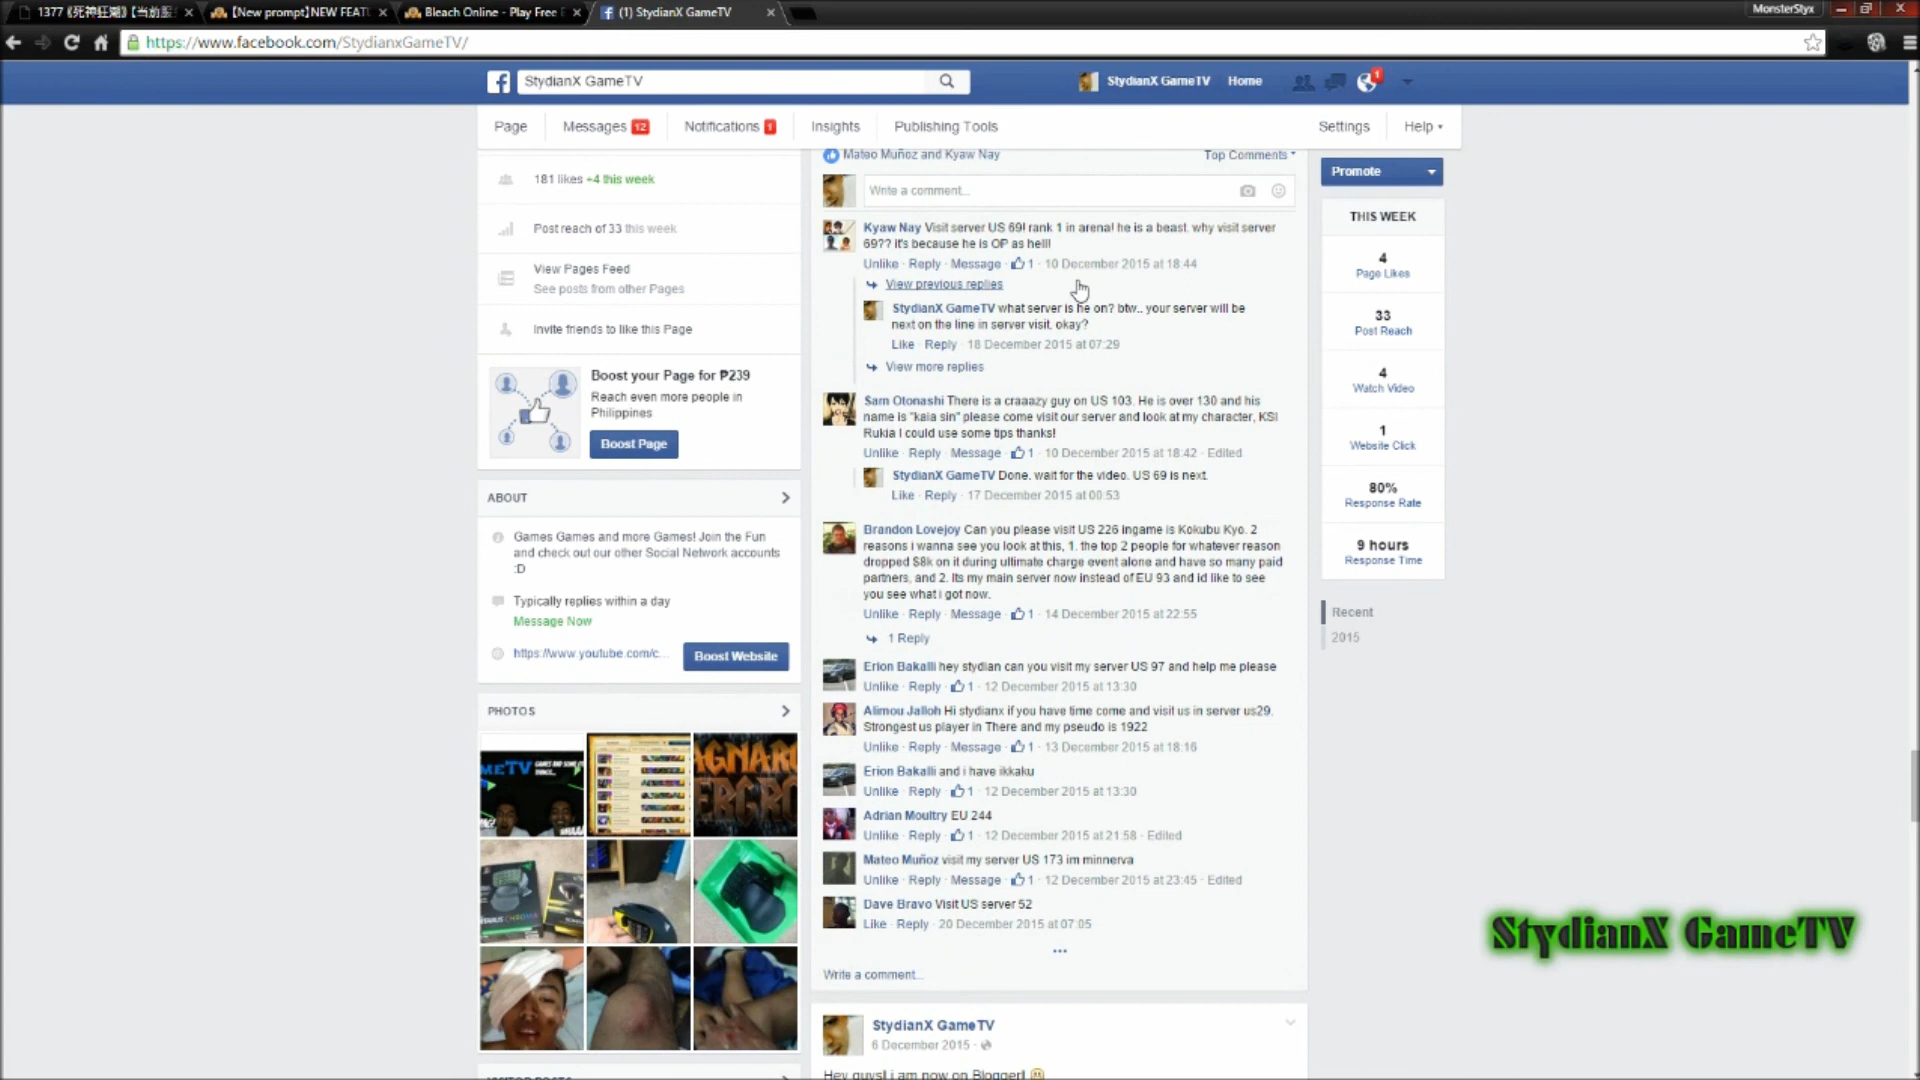 1377 《死神狂潮》【当前服
【New prompt】NEW FEAT
Bleach Online - Play Free
(1) StydianX GameTV
MonsterStyx
https://www.facebook.com/StydianxGameTV/
StydianX GameTV
StydianX GameTV
Home
1
Page
Messages 12
Notifications 1
Insights
Publishing Tools
Settings
Help
181 likes +4 this week
Post reach of 33 this week
View Pages Feed
See posts from other Pages
Invite friends to like this Page
Boost your Page for ₱239
Reach even more people in
Philippines
Boost Page
ABOUT
Games Games and more Games! Join the Fun
and check out our other Social Network accounts
:D
Typically replies within a day
Message Now
https://www.youtube.com/c...
Boost Website
PHOTOS
Mateo Muñoz and Kyaw Nay
Top Comments
Write a comment...
Kyaw Nay Visit server US 69! rank 1 in arena! he is a beast. why visit server
69?? it's because he is OP as hell!
Unlike · Reply · Message · 1 · 10 December 2015 at 18:44
View previous replies
StydianX GameTV what server is he on? btw.. your server will be
next on the line in server visit. okay?
Like · Reply · 18 December 2015 at 07:29
View more replies
Sam Otonashi There is a craaazy guy on US 103. He is over 130 and his
name is "kaia sin" please come visit our server and look at my character, KSI
Rukia I could use some tips thanks!
Unlike · Reply · Message · 1 · 10 December 2015 at 18:42 · Edited
StydianX GameTV Done. wait for the video. US 69 is next.
Like · Reply · 17 December 2015 at 00:53
Brandon Lovejoy Can you please visit US 226 ingame is Kokubu Kyo. 2
reasons i wanna see you look at this, 1. the top 2 people for whatever reason
dropped $8k on it during ultimate charge event alone and have so many paid
partners, and 2. Its my main server now instead of EU 93 and id like to see
you see what i got now.
Unlike · Reply · Message · 1 · 14 December 2015 at 22:55
1 Reply
Erion Bakalli hey stydian can you visit my server US 97 and help me please
Unlike · Reply · 1 · 12 December 2015 at 13:30
Alimou Jalloh Hi stydianx if you have time come and visit us in server us29.
Strongest us player in There and my pseudo is 1922
Unlike · Reply · Message · 1 · 13 December 2015 at 18:16
Erion Bakalli and i have ikkaku
Unlike · Reply · 1 · 12 December 2015 at 13:30
Adrian Moultry EU 244
Unlike · Reply · 1 · 12 December 2015 at 21:58 · Edited
Mateo Muñoz visit my server US 173 im minnerva
Unlike · Reply · Message · 1 · 12 December 2015 at 23:45 · Edited
Dave Bravo Visit US server 52
Like · Reply · 20 December 2015 at 07:05
...
Write a comment...
StydianX GameTV
6 December 2015 ·
Hey guys! i am now on Blogger!
Promote
THIS WEEK
4
Page Likes
33
Post Reach
4
Watch Video
1
Website Click
80%
Response Rate
9 hours
Response Time
Recent
2015
StydianX GameTV